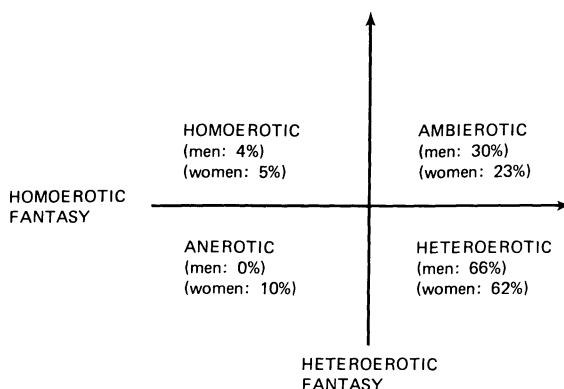 HOMOEROTIC
(men: 4%)
(women: 5%)
AMBIEROTIC
(men: 30%)
(women: 23%)
HOMOEROTIC
FANTASY
ANEROTIC
(men: 0%)
(women: 10%)
HETEROEROTIC
(men: 66%)
(women: 62%)
HETEROEROTIC
FANTASY